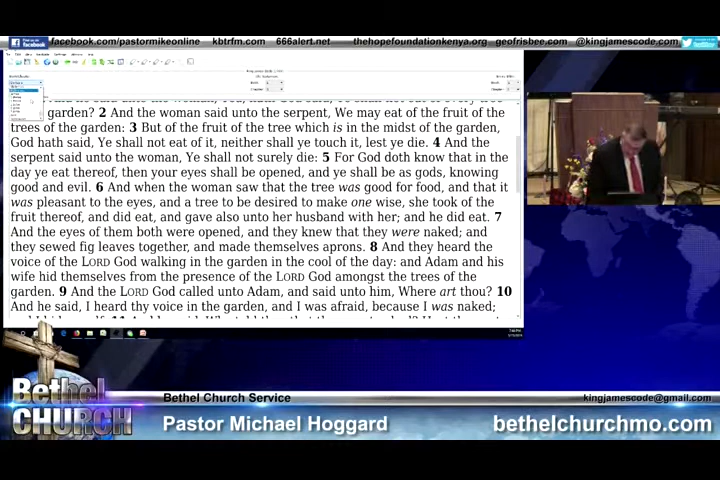 Find us on facebook
facebook.com/pastormikeonline kbtrfm.com 666alert.net thehopefoundationkenya.org geofrisbee.com @kingjamescode
garden? 2 And the woman said unto the serpent, We may eat of the fruit of the
trees of the garden: 3 But of the fruit of the tree which is in the midst of the garden,
God hath said, Ye shall not eat of it, neither shall ye touch it, lest ye die. 4 And the
serpent said unto the woman, Ye shall not surely die: 5 For God doth know that in the
day ye eat thereof, then your eyes shall be opened, and ye shall be as gods, knowing
good and evil. 6 And when the woman saw that the tree was good for food, and that it
was pleasant to the eyes, and a tree to be desired to make one wise, she took of the
fruit thereof, and did eat, and gave also unto her husband with her; and he did eat. 7
And the eyes of them both were opened, and they knew that they were naked; and
they sewed fig leaves together, and made themselves aprons. 8 And they heard the
voice of the LORD God walking in the garden in the cool of the day: and Adam and his
wife hid themselves from the presence of the LORD God amongst the trees of the
garden. 9 And the LORD God called unto Adam, and said unto him, Where art thou? 10
And he said, I heard thy voice in the garden, and I was afraid, because I was naked;
Bethel
CHURCH
Bethel Church Service kingjamescode@gmail.com
Pastor Michael Hoggard bethelchurchmo.com